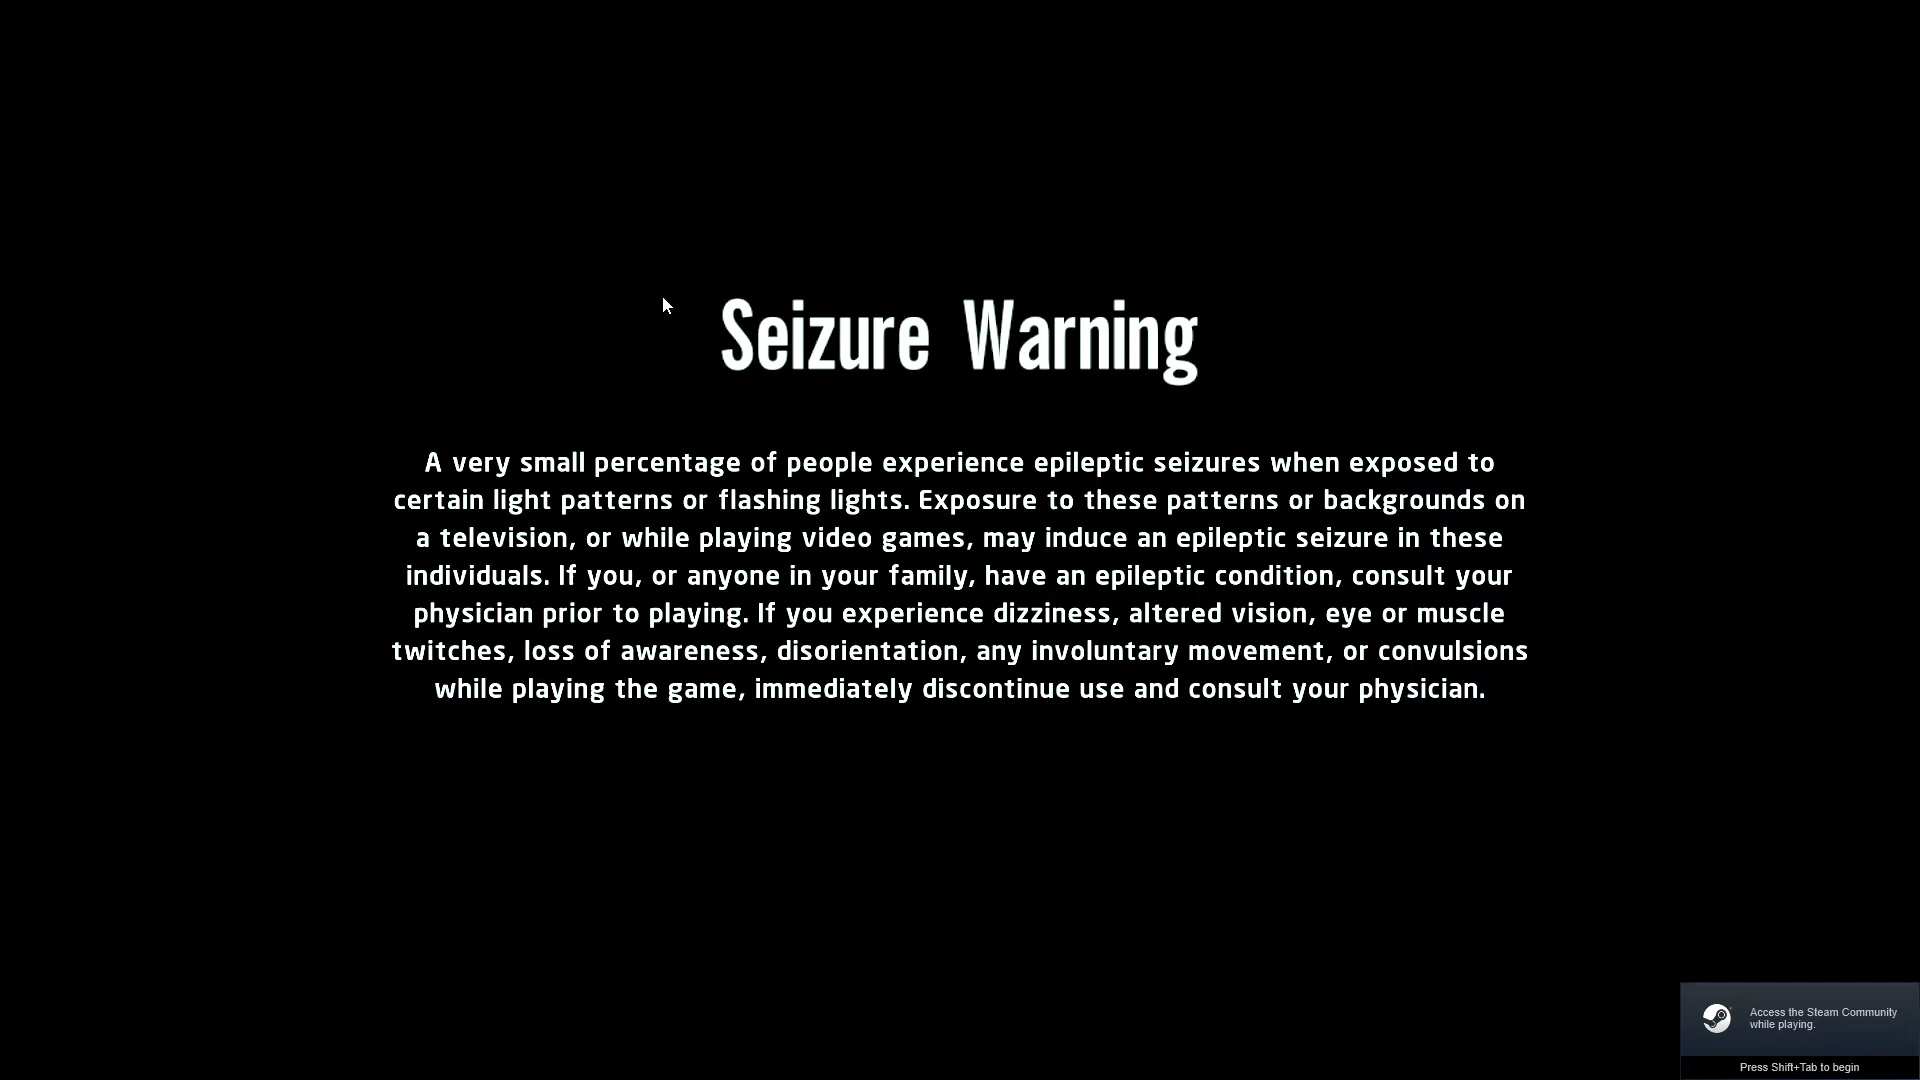 Seizure Warning
A very small percentage of people experience epileptic seizures when exposed to
certain light patterns or flashing lights. Exposure to these patterns or backgrounds on
a television, or while playing video games, may induce an epileptic seizure in these
individuals. If you, or anyone in your family, have an epileptic condition, consult your
physician prior to playing. If you experience dizziness, altered vision, eye or muscle
twitches, loss of awareness, disorientation, any involuntary movement, or convulsions
while playing the game, immediately discontinue use and consult your physician.
Access the Steam Community
while playing.
Press Shift+Tab to begin